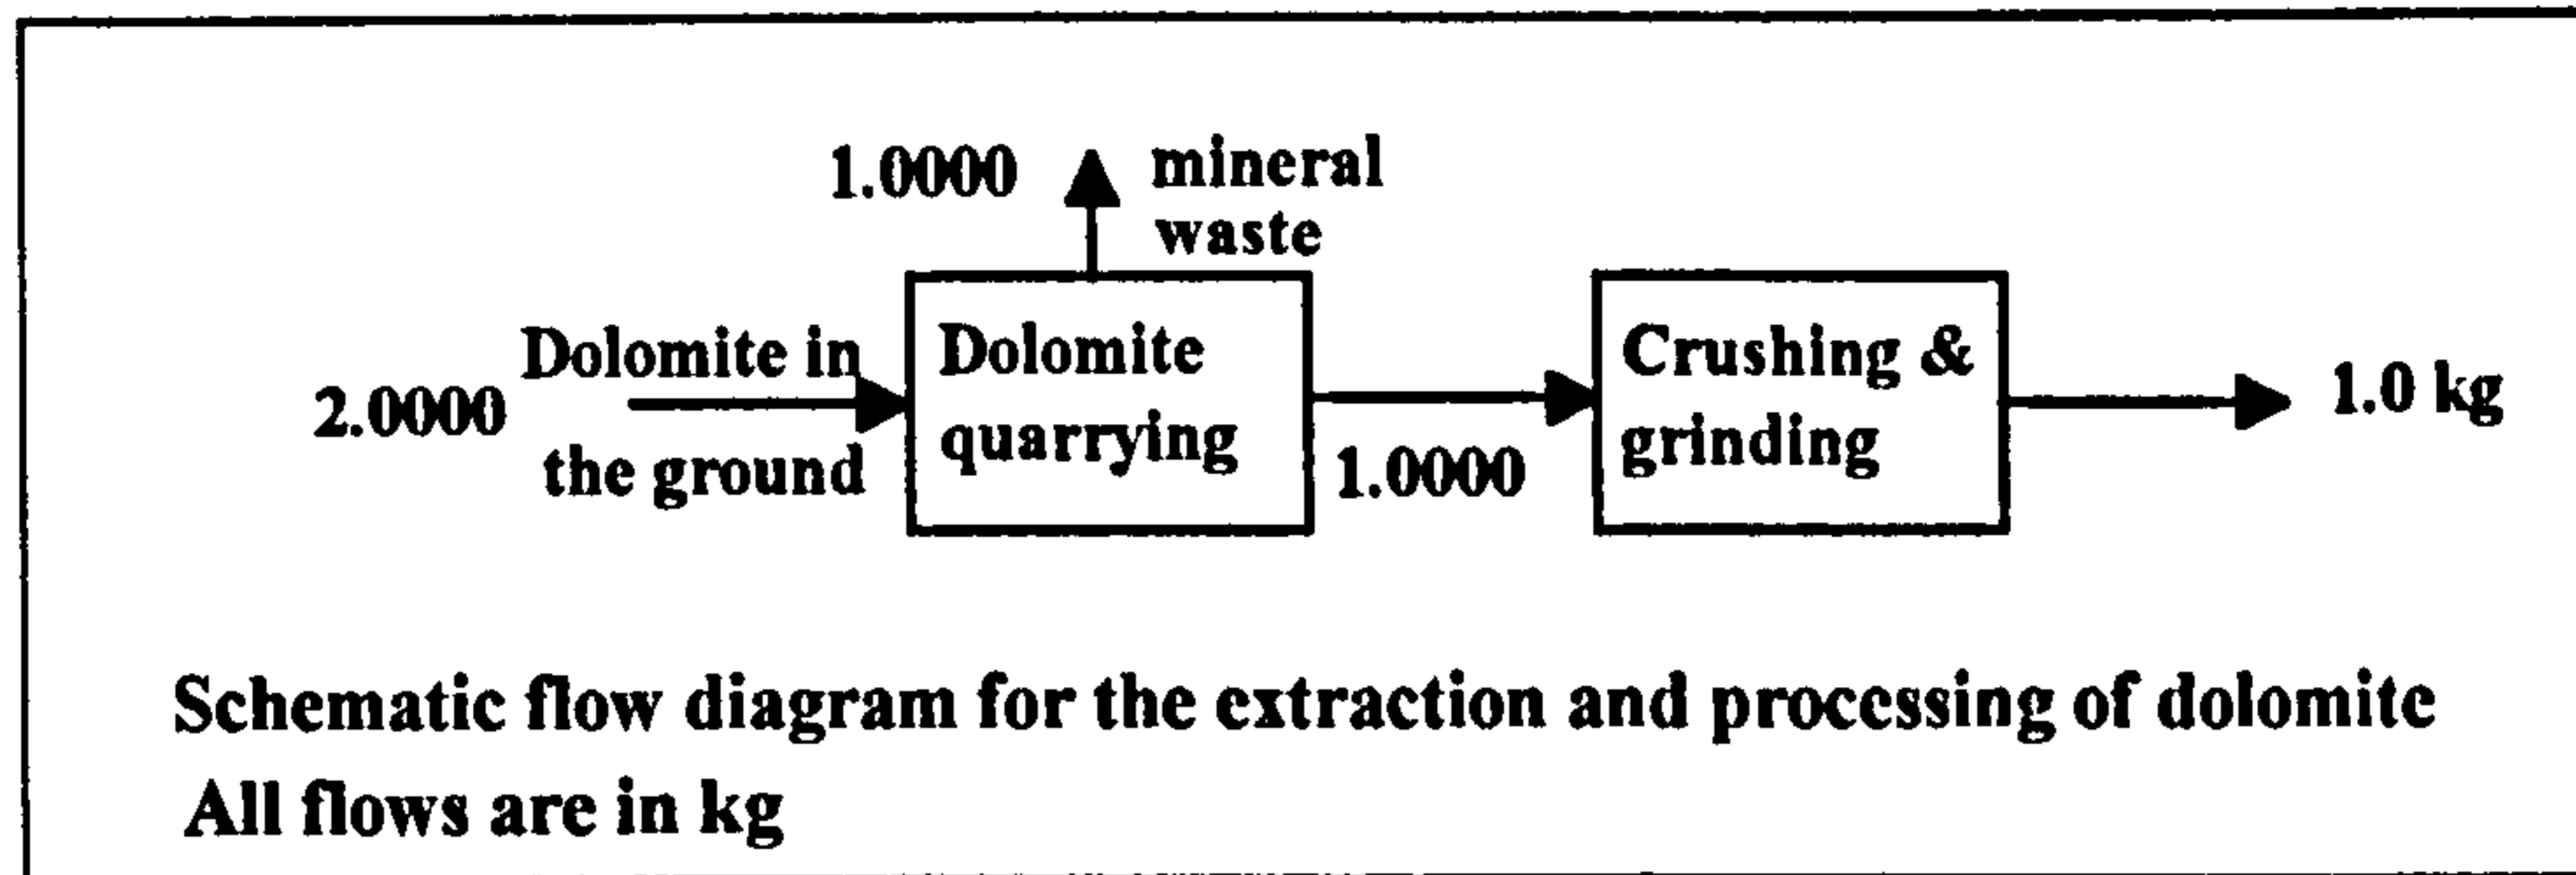 1.0000 mineral
waste
Dolomite in
2.0000
the ground
Dolomite
quarrying
1.0000
Crushing &
grinding
1.0 kg
Schematic flow diagram for the extraction and processing of dolomite
All flows are in kg